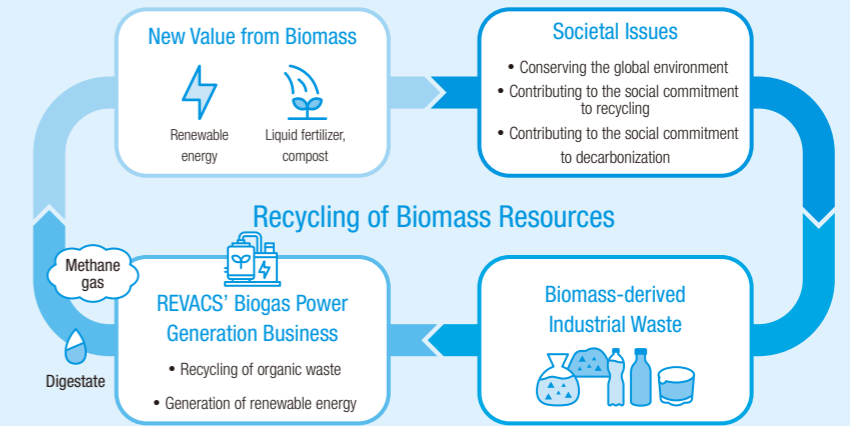 New Value from Biomass
Renewable
energy
Liquid fertilizer,
compost
Societal Issues
• Conserving the global environment
• Contributing to the social commitment
to recycling
• Contributing to the social commitment
to decarbonization
Recycling of Biomass Resources
Methane
gas
Digestate
REVACS' Biogas Power
Generation Business
• Recycling of organic waste
• Generation of renewable energy
Biomass-derived
Industrial Waste